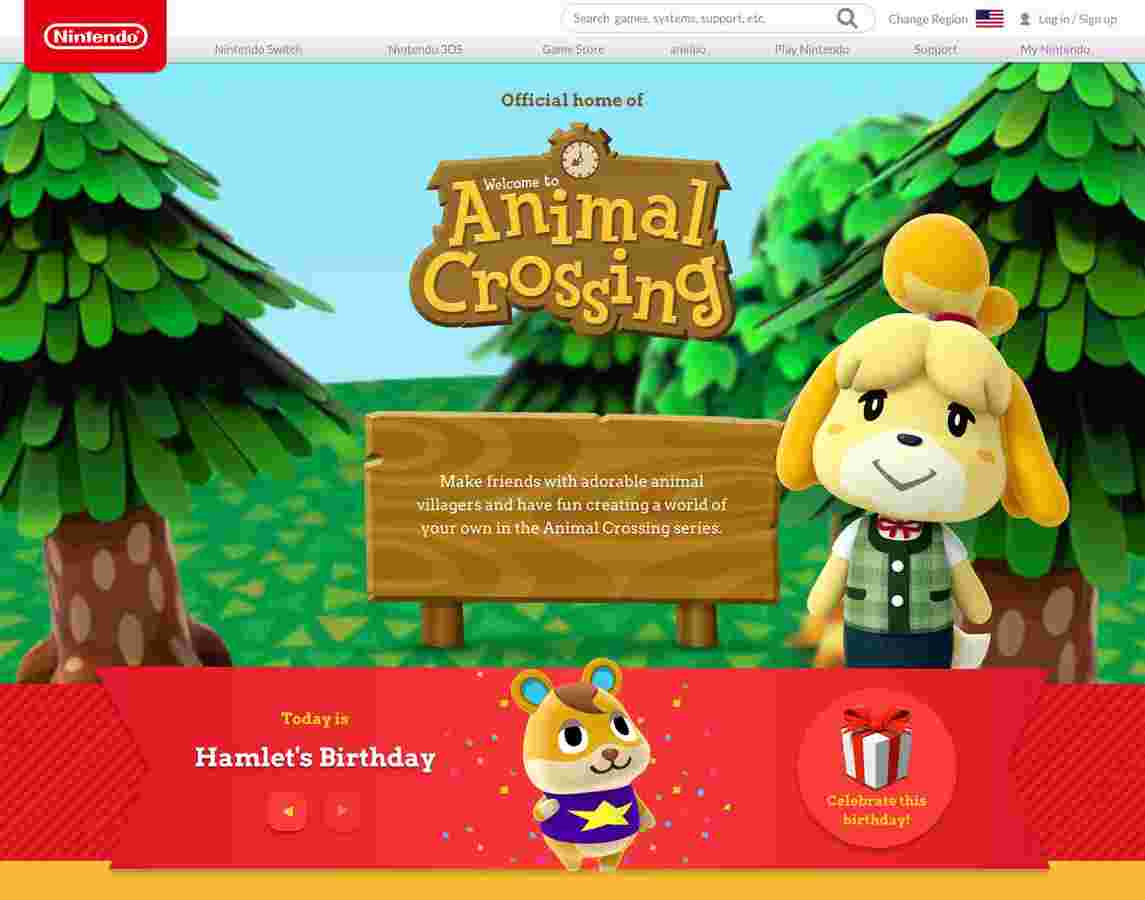 Nintendo
Search games, systems, support, etc.
Change Region
Log in / Sign up
Nintendo Switch
Nintendo 3DS
Game Store
amiibo
Play Nintendo
Support
My Nintendo
Official home of
Welcome to
Animal
Crossing
Make friends with adorable animal
villagers and have fun creating a world of
your own in the Animal Crossing series.
Today is
Hamlet's Birthday
Celebrate this
birthday!